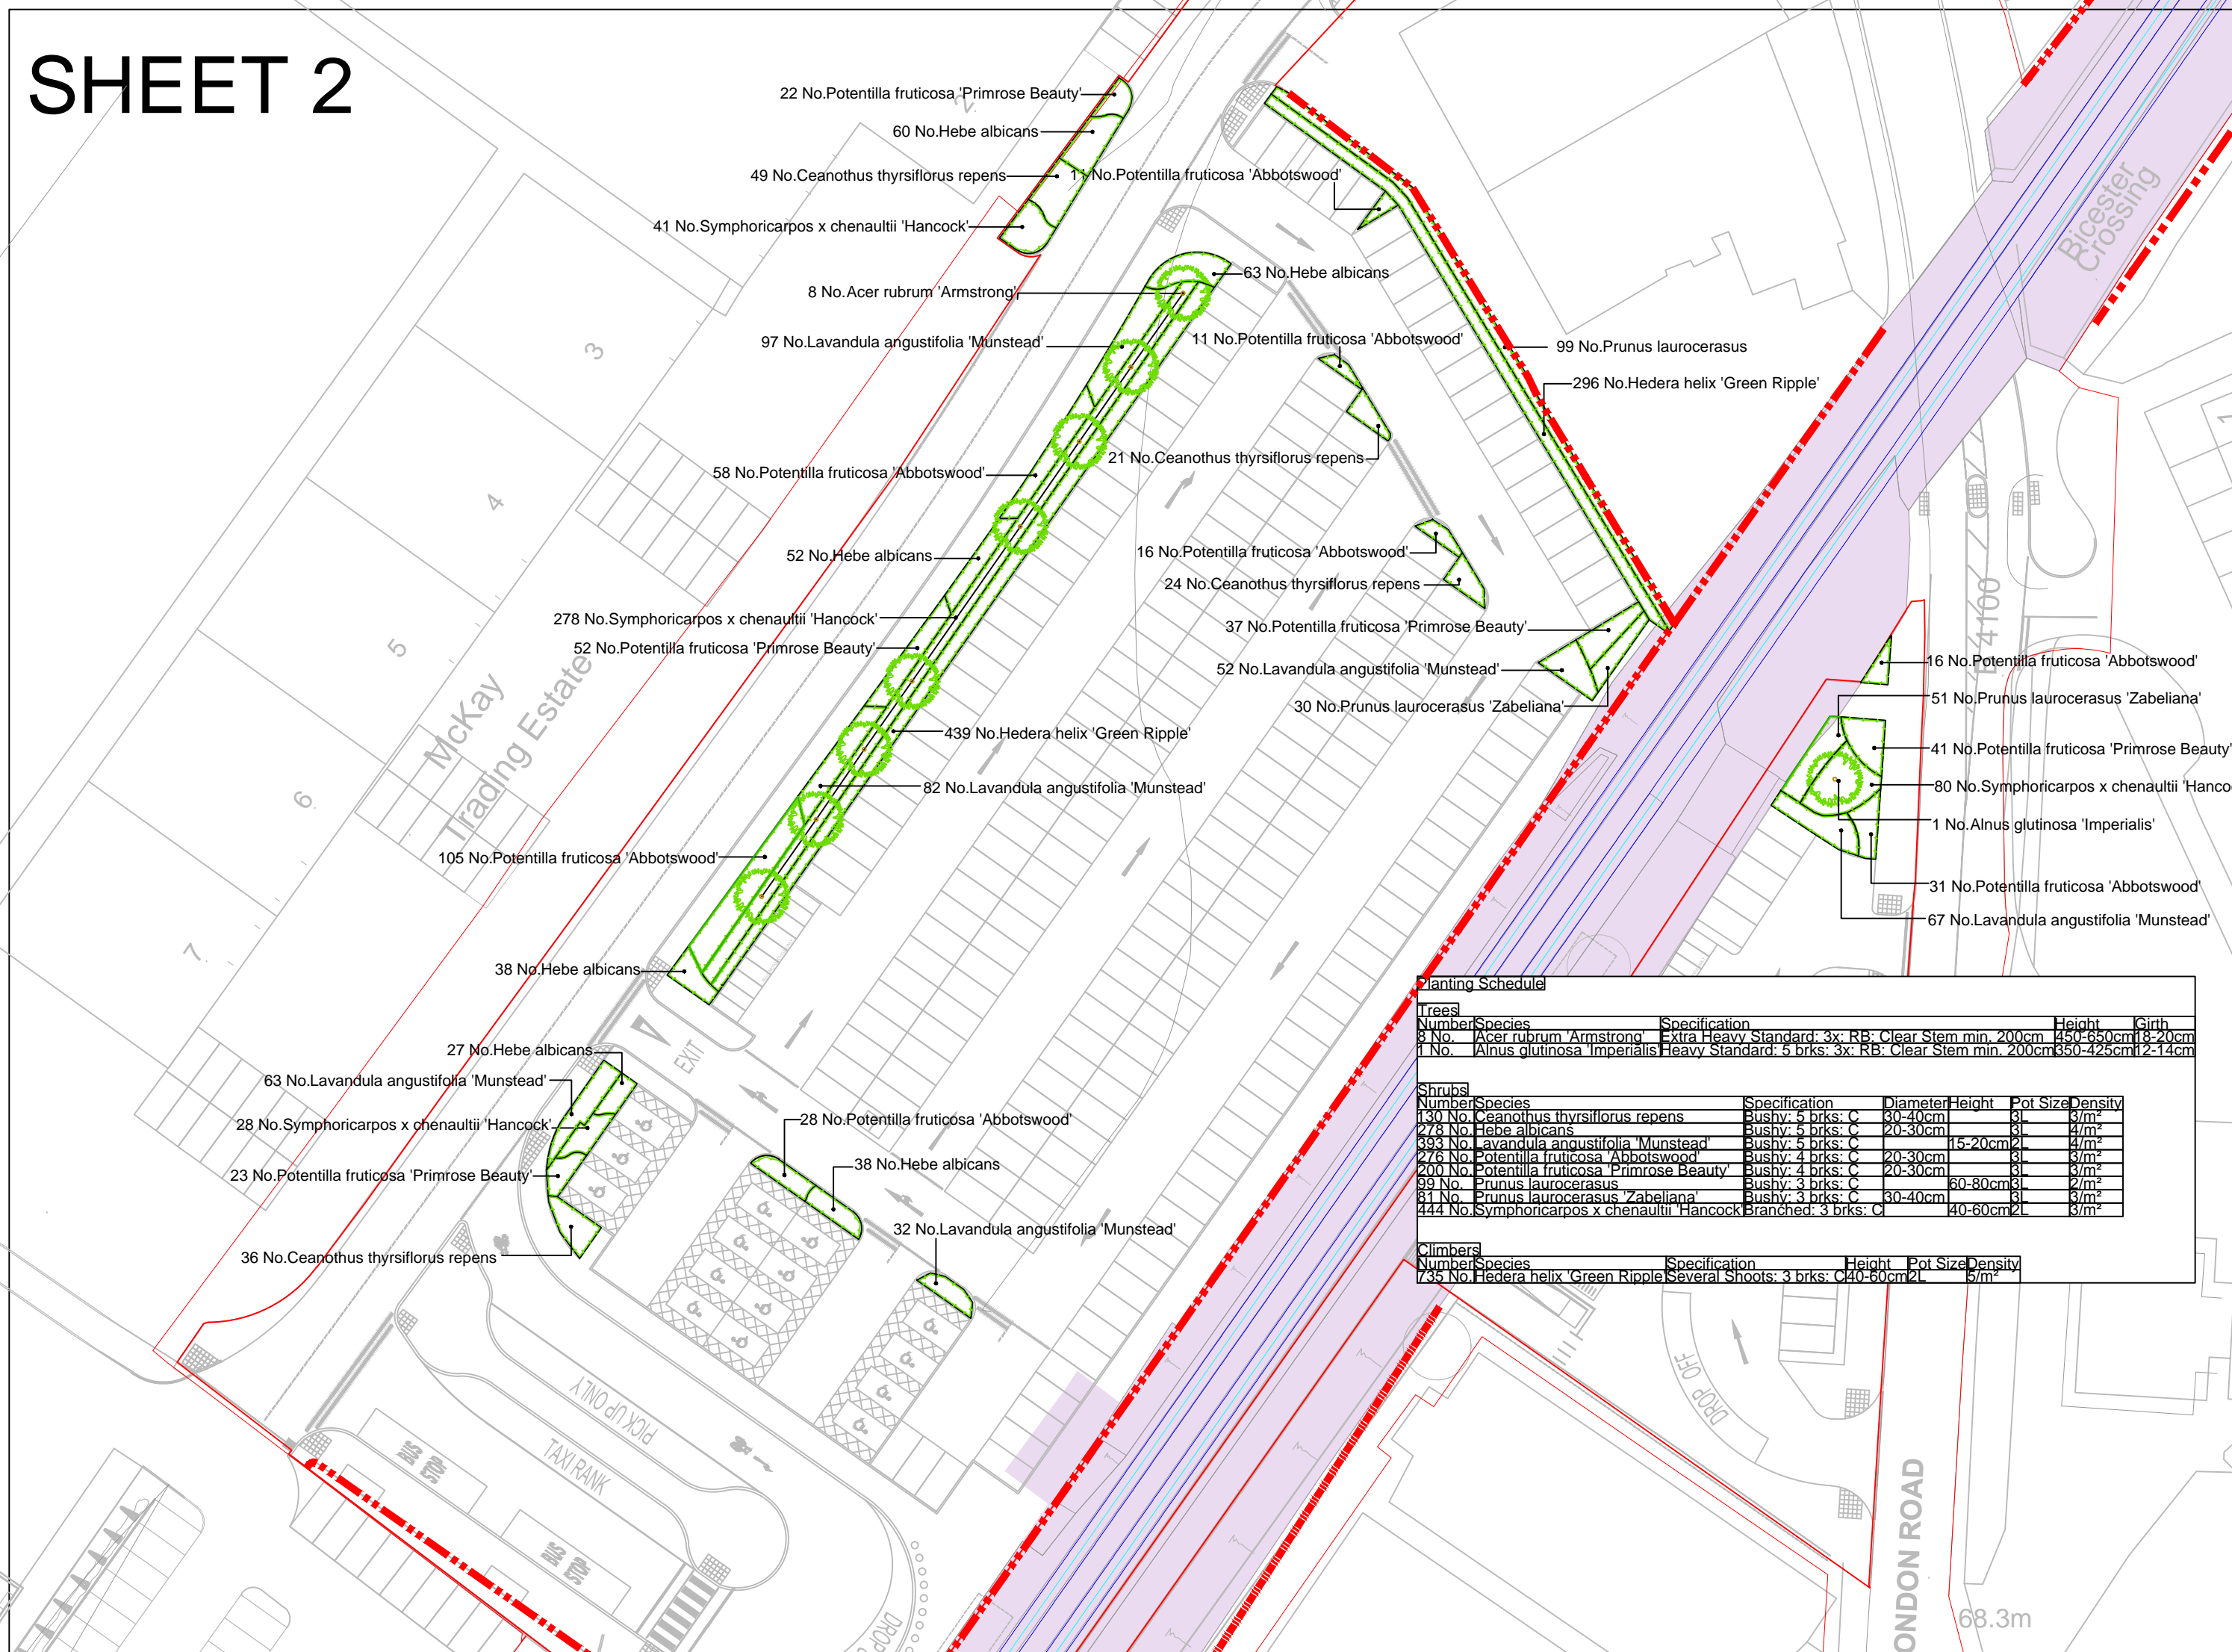 SHEET 2
22 No.Potentilla fruticosa 'Primrose Beauty'
2
60 No.Hebe albicans
49 No.Ceanothus thyrsiflorus repens
11 No.Potentilla fruticosa 'Abbotswood'
41 No.Symphoricarpos x chenaultii 'Hancock'
Bicester
Crossing
63 No.Hebe albicans
8 No.Acer rubrum 'Armstrong'
97 No.Lavandula angustifolia 'Munstead'
11 No.Potentilla fruticosa 'Abbotswood'
99 No.Prunus laurocerasus
3
296 No.Hedera helix 'Green Ripple'
1
21 No.Ceanothus thyrsiflorus repens
58 No.Potentilla fruticosa 'Abbotswood'
4
52 No.Hebe albicans
16 No.Potentilla fruticosa 'Abbotswood'
24 No.Ceanothus thyrsiflorus repens
B4100
278 No.Symphoricarpos x chenaultii 'Hancock'
37 No.Potentilla fruticosa 'Primrose Beauty'
5
52 No.Potentilla fruticosa 'Primrose Beauty'
52 No.Lavandula angustifolia 'Munstead'
16 No.Potentilla fruticosa 'Abbotswood'
30 No.Prunus laurocerasus 'Zabeliana'
51 No.Prunus laurocerasus 'Zabeliana'
McKay
Trading Estate
439 No.Hedera helix 'Green Ripple'
41 No.Potentilla fruticosa 'Primrose Beauty'
82 No.Lavandula angustifolia 'Munstead'
80 No.Symphoricarpos x chenaultii 'Hanco
6
1 No.Alnus glutinosa 'Imperialis'
105 No.Potentilla fruticosa 'Abbotswood'
31 No.Potentilla fruticosa 'Abbotswood'
67 No.Lavandula angustifolia 'Munstead'
7
38 No.Hebe albicans
EXIT
27 No.Hebe albicans
63 No.Lavandula angustifolia 'Munstead'
28 No.Symphoricarpos x chenaultii 'Hancock'
28 No.Potentilla fruticosa 'Abbotswood'
38 No.Hebe albicans
23 No.Potentilla fruticosa 'Primrose Beauty'
32 No.Lavandula angustifolia 'Munstead'
36 No.Ceanothus thyrsiflorus repens
Planting Schedule
Trees
Number Species Specification Height Girth
8 No. Acer rubrum 'Armstrong' Extra Heavy Standard: 3x: RB: Clear Stem min. 200cm 450-650cm 18-20cm
1 No. Alnus glutinosa 'Imperialis' Heavy Standard: 5 brks: 3x: RB: Clear Stem min. 200cm 350-425cm 12-14cm
Shrubs
Number Species Specification Diameter Height Pot Size Density
130 No. Ceanothus thyrsiflorus repens Bushy: 5 brks: C 30-40cm 3L 3/m²
278 No. Hebe albicans Bushy: 5 brks: C 20-30cm 3L 4/m²
393 No. Lavandula angustifolia 'Munstead' Bushy: 5 brks: C 15-20cm 2L 4/m²
276 No. Potentilla fruticosa 'Abbotswood' Bushy: 4 brks: C 20-30cm 3L 3/m²
200 No. Potentilla fruticosa 'Primrose Beauty' Bushy: 4 brks: C 20-30cm 3L 3/m²
99 No. Prunus laurocerasus Bushy: 3 brks: C 60-80cm 3L 2/m²
81 No. Prunus laurocerasus 'Zabeliana' Bushy: 3 brks: C 30-40cm 3L 3/m²
444 No. Symphoricarpos x chenaultii 'Hancock' Branched: 3 brks: C 40-60cm 2L 3/m²
Climbers
Number Species Specification Height Pot Size Density
735 No. Hedera helix 'Green Ripple' Several Shoots: 3 brks: C 40-60cm 2L 5/m²
PICK UP ONLY
TAXI RANK
BUS
STOP
BUS
STOP
DROP OFF
DROP
ONDON ROAD
68.3m